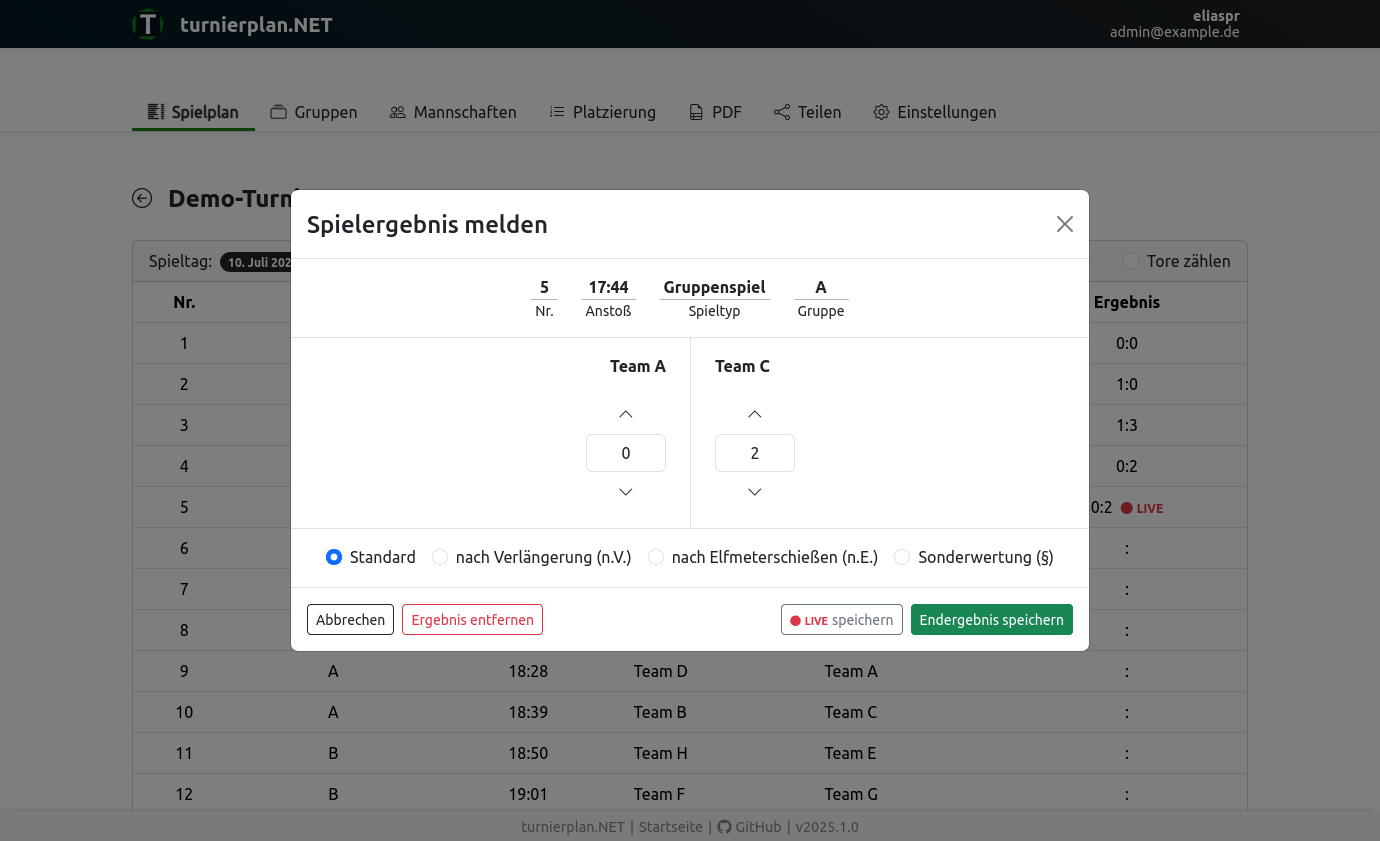 turnierplan.NET
eliaspr
admin@example.de
Spielplan Gruppen Mannschaften Platzierung PDF Teilen Einstellungen
Demo-Turni
Spieltag: 10. Juli 202 Tore zählen
Nr. Ergebnis
1 0:0
2 1:0
3 1:3
4 0:2
5 0:2 LIVE
6 :
7 :
8 :
9 A 18:28 Team D Team A :
10 A 18:39 Team B Team C :
11 B 18:50 Team H Team E :
12 B 19:01 Team F Team G :
Spielergebnis melden
5 17:44 Gruppenspiel A
Nr. Anstoß Spieltyp Gruppe
Team A Team C
0 2
Standard nach Verlängerung (n.V.) nach Elfmeterschießen (n.E.) Sonderwertung (§)
Abbrechen Ergebnis entfernen LIVE speichern Endergebnis speichern
turnierplan.NET | Startseite | GitHub | v2025.1.0